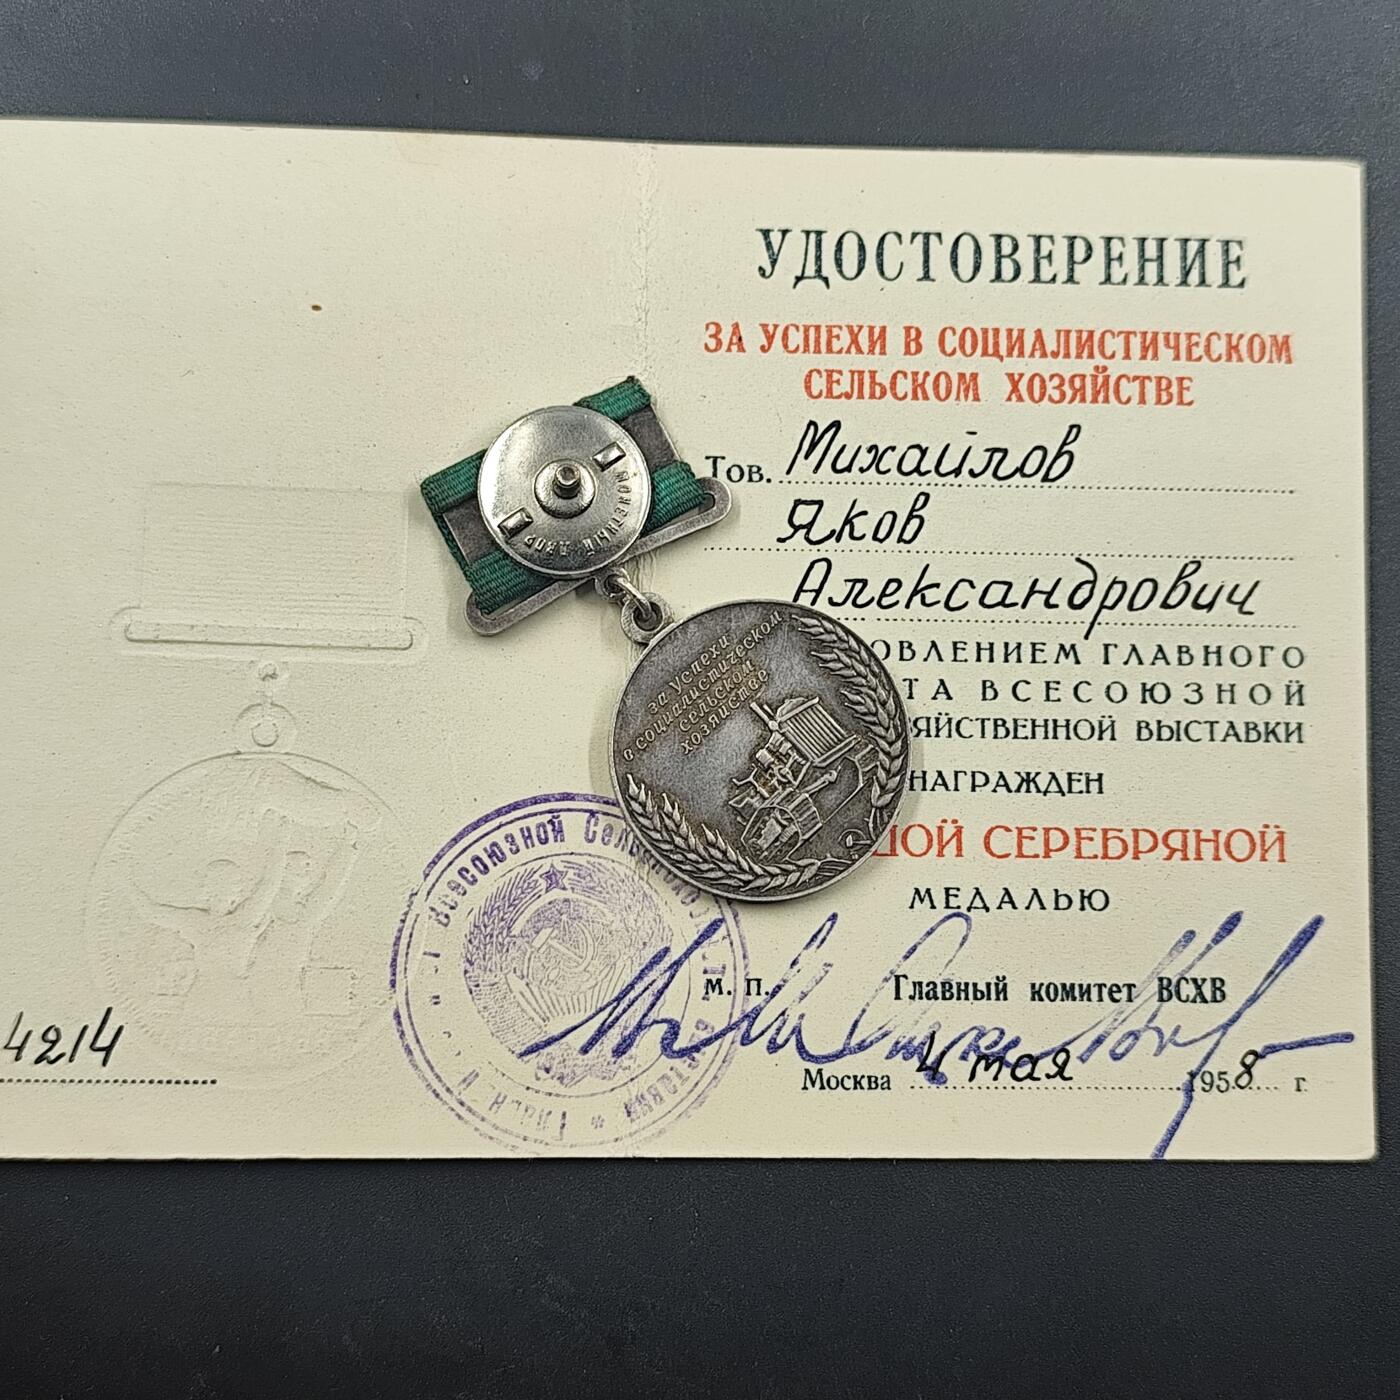 УДОСТОВЕРЕНИЕ
ЗА УСПЕХИ В СОЦИАЛИСТИЧЕСКОМ
СЕЛЬСКОМ ХОЗЯЙСТВЕ
Тов. Михайлов
Яков
Александрович
ОВЛЕНИЕМ ГЛАВНОГО
ТА ВСЕСОЮЗНОЙ
ЯЙСТВЕННОЙ ВЫСТАВКИ
НАГРАЖДЕН
ШОЙ СЕРЕБРЯНОЙ
МЕДАЛЬЮ
М. П. Главный комитет ВСХВ
Москва 4 мая 1958 г.
4214
МОНЕТНЫЙ ДВОР
за успехи
в социалистическом
сельском
хозяйстве
Всесоюзной